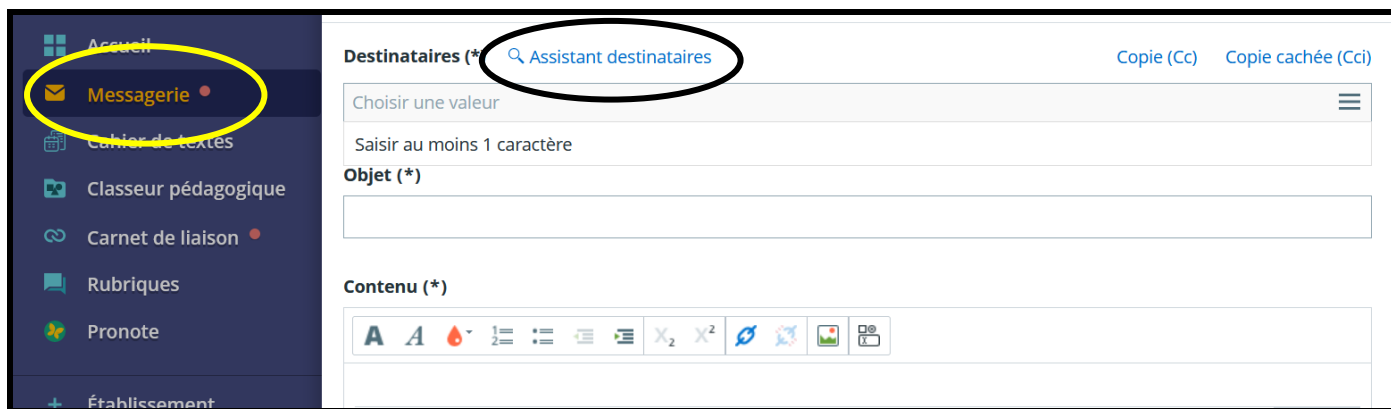 Accueil
Messagerie
Cahier de textes
Classeur pédagogique
Carnet de liaison
Rubriques
Pronote
+ Établissement
Destinataires (*) Assistant destinataires Copie (Cc) Copie cachée (Cci)
Choisir une valeur
Saisir au moins 1 caractère
Objet (*)
Contenu (*)